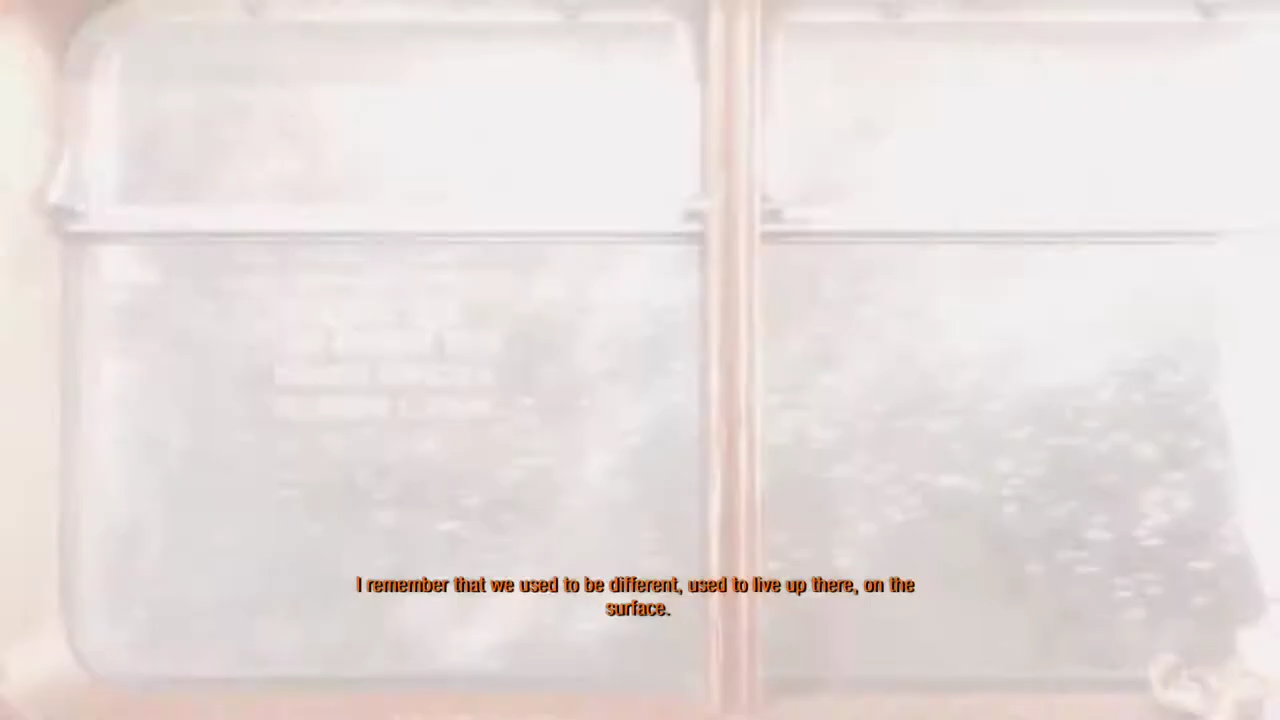 I remember that we used to be different, used to live up there, on the
surface.